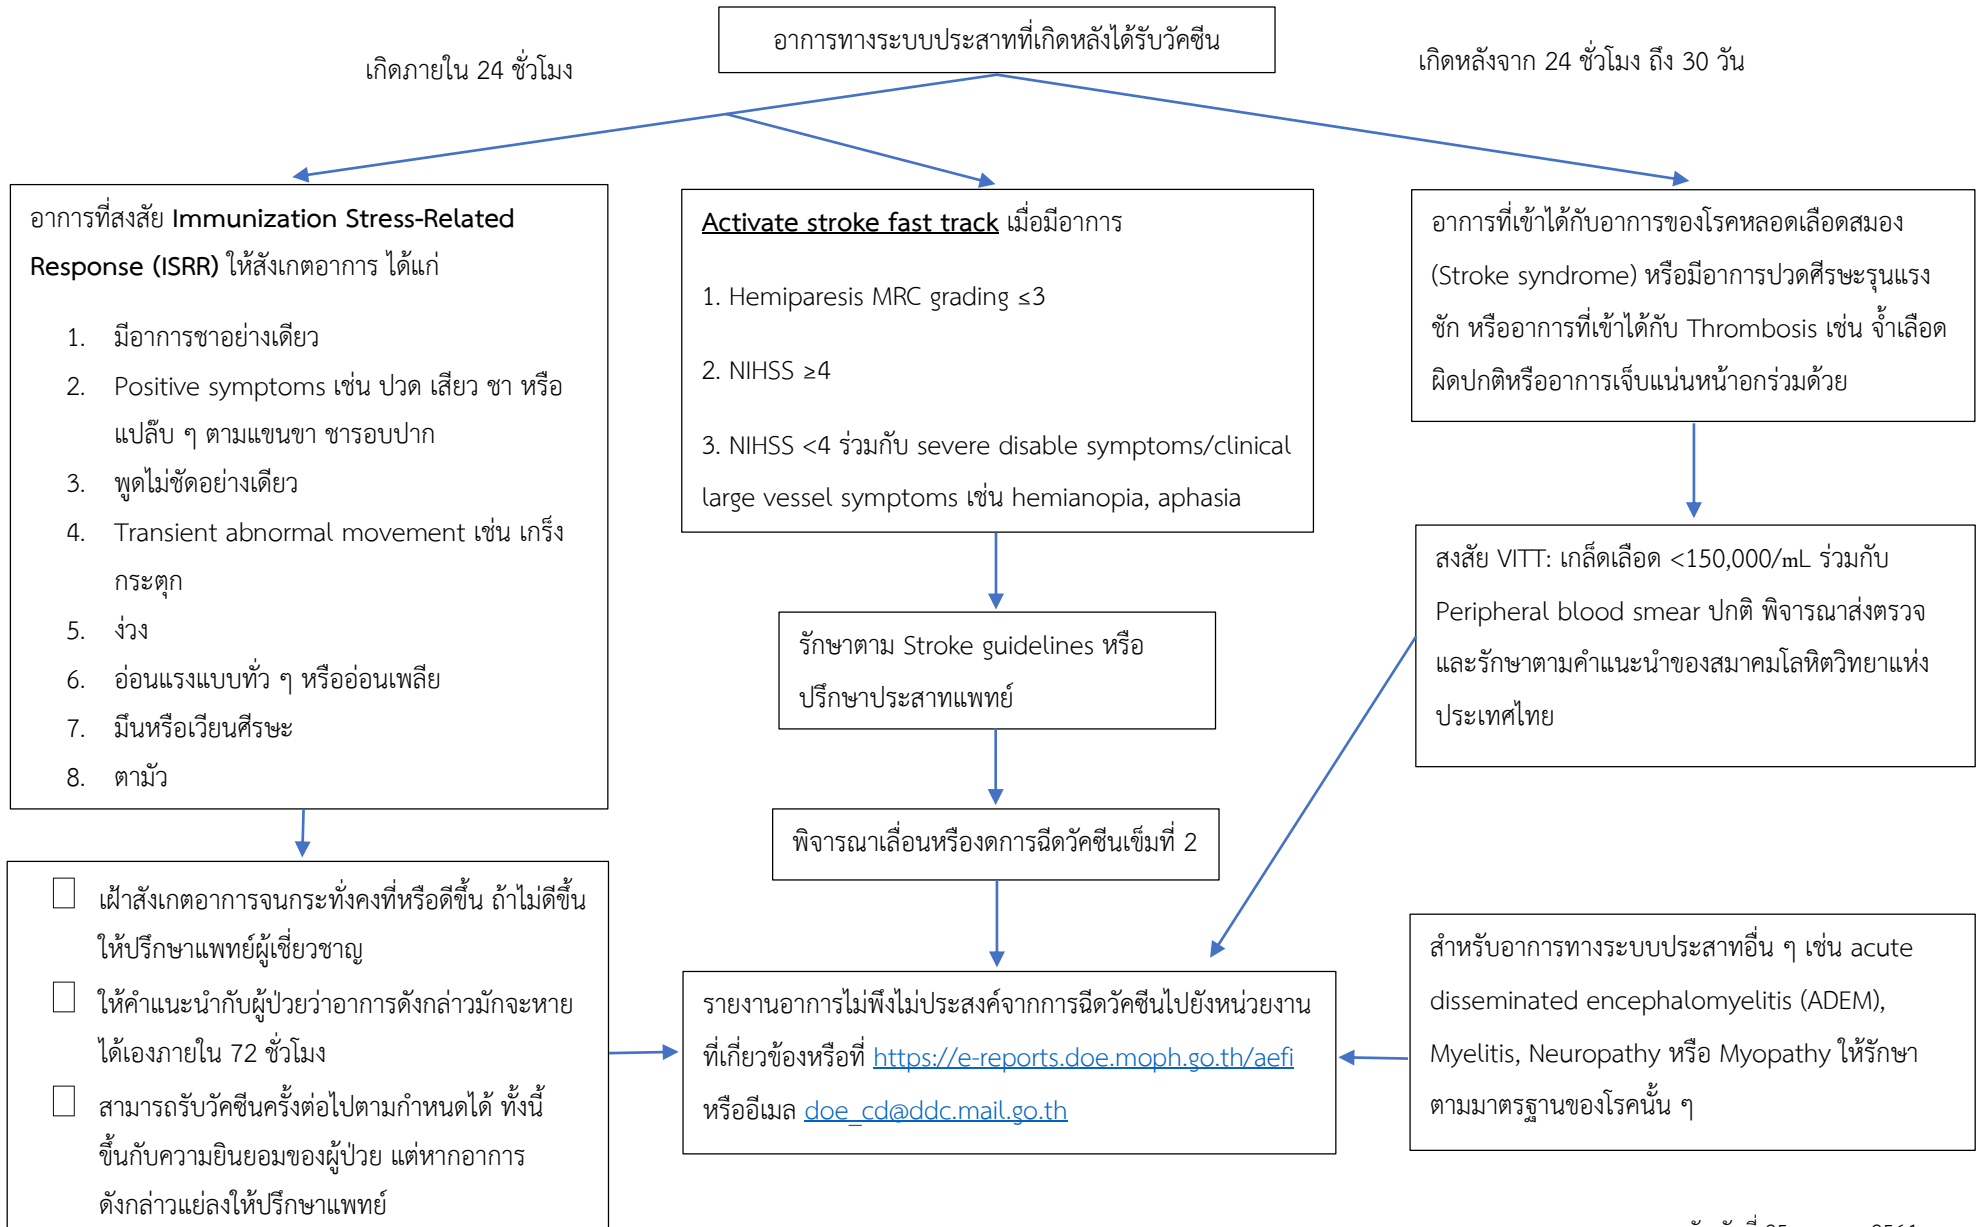 อาการทางระบบประสาทที่เกิดหลังได้รับวัคซีน
เกิดภายใน 24 ชั่วโมง
เกิดหลังจาก 24 ชั่วโมง ถึง 30 วัน
อาการที่สงสัย Immunization Stress-Related
Response (ISRR) ให้สังเกตอาการ ได้แก่
1. มีอาการชาอย่างเดียว
2. Positive symptoms เช่น ปวด เสียว ชา หรือ
แปล๊บ ๆ ตามแขนขา ชารอบปาก
3. พูดไม่ชัดอย่างเดียว
4. Transient abnormal movement เช่น เกร็ง
กระตุก
5. ง่วง
6. อ่อนแรงแบบทั่ว ๆ หรืออ่อนเพลีย
7. มึนหรือเวียนศีรษะ
8. ตามัว
เฝ้าสังเกตอาการจนกระทั่งคงที่หรือดีขึ้น ถ้าไม่ดีขึ้น
ให้ปรึกษาแพทย์ผู้เชี่ยวชาญ
ให้คำแนะนำกับผู้ป่วยว่าอาการดังกล่าวมักจะหาย
ได้เองภายใน 72 ชั่วโมง
สามารถรับวัคซีนครั้งต่อไปตามกำหนดได้ ทั้งนี้
ขึ้นกับความยินยอมของผู้ป่วย แต่หากอาการ
ดังกล่าวแย่ลงให้ปรึกษาแพทย์
Activate stroke fast track เมื่อมีอาการ
1. Hemiparesis MRC grading ≤3
2. NIHSS ≥4
3. NIHSS <4 ร่วมกับ severe disable symptoms/clinical
large vessel symptoms เช่น hemianopia, aphasia
รักษาตาม Stroke guidelines หรือ
ปรึกษาประสาทแพทย์
พิจารณาเลื่อนหรืองดการฉีดวัคซีนเข็มที่ 2
รายงานอาการไม่พึงไม่ประสงค์จากการฉีดวัคซีนไปยังหน่วยงาน
ที่เกี่ยวข้องหรือที่ https://e-reports.doe.moph.go.th/aefi
หรืออีเมล doe_cd@ddc.mail.go.th
อาการที่เข้าได้กับอาการของโรคหลอดเลือดสมอง
(Stroke syndrome) หรือมีอาการปวดศีรษะรุนแรง
ชัก หรืออาการที่เข้าได้กับ Thrombosis เช่น จ้ำเลือด
ผิดปกติหรืออาการเจ็บแน่นหน้าอกร่วมด้วย
สงสัย VITT: เกล็ดเลือด <150,000/mL ร่วมกับ
Peripheral blood smear ปกติ พิจารณาส่งตรวจ
และรักษาตามคำแนะนำของสมาคมโลหิตวิทยาแห่ง
ประเทศไทย
สำหรับอาการทางระบบประสาทอื่น ๆ เช่น acute
disseminated encephalomyelitis (ADEM),
Myelitis, Neuropathy หรือ Myopathy ให้รักษา
ตามมาตรฐานของโรคนั้น ๆ